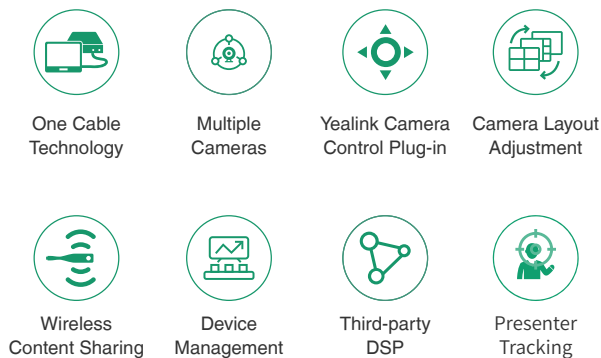 One Cable
Technology
Multiple
Cameras
Yealink Camera
Control Plug-in
Camera Layout
Adjustment
Wireless
Content Sharing
Device
Management
Third-party
DSP
Presenter
Tracking